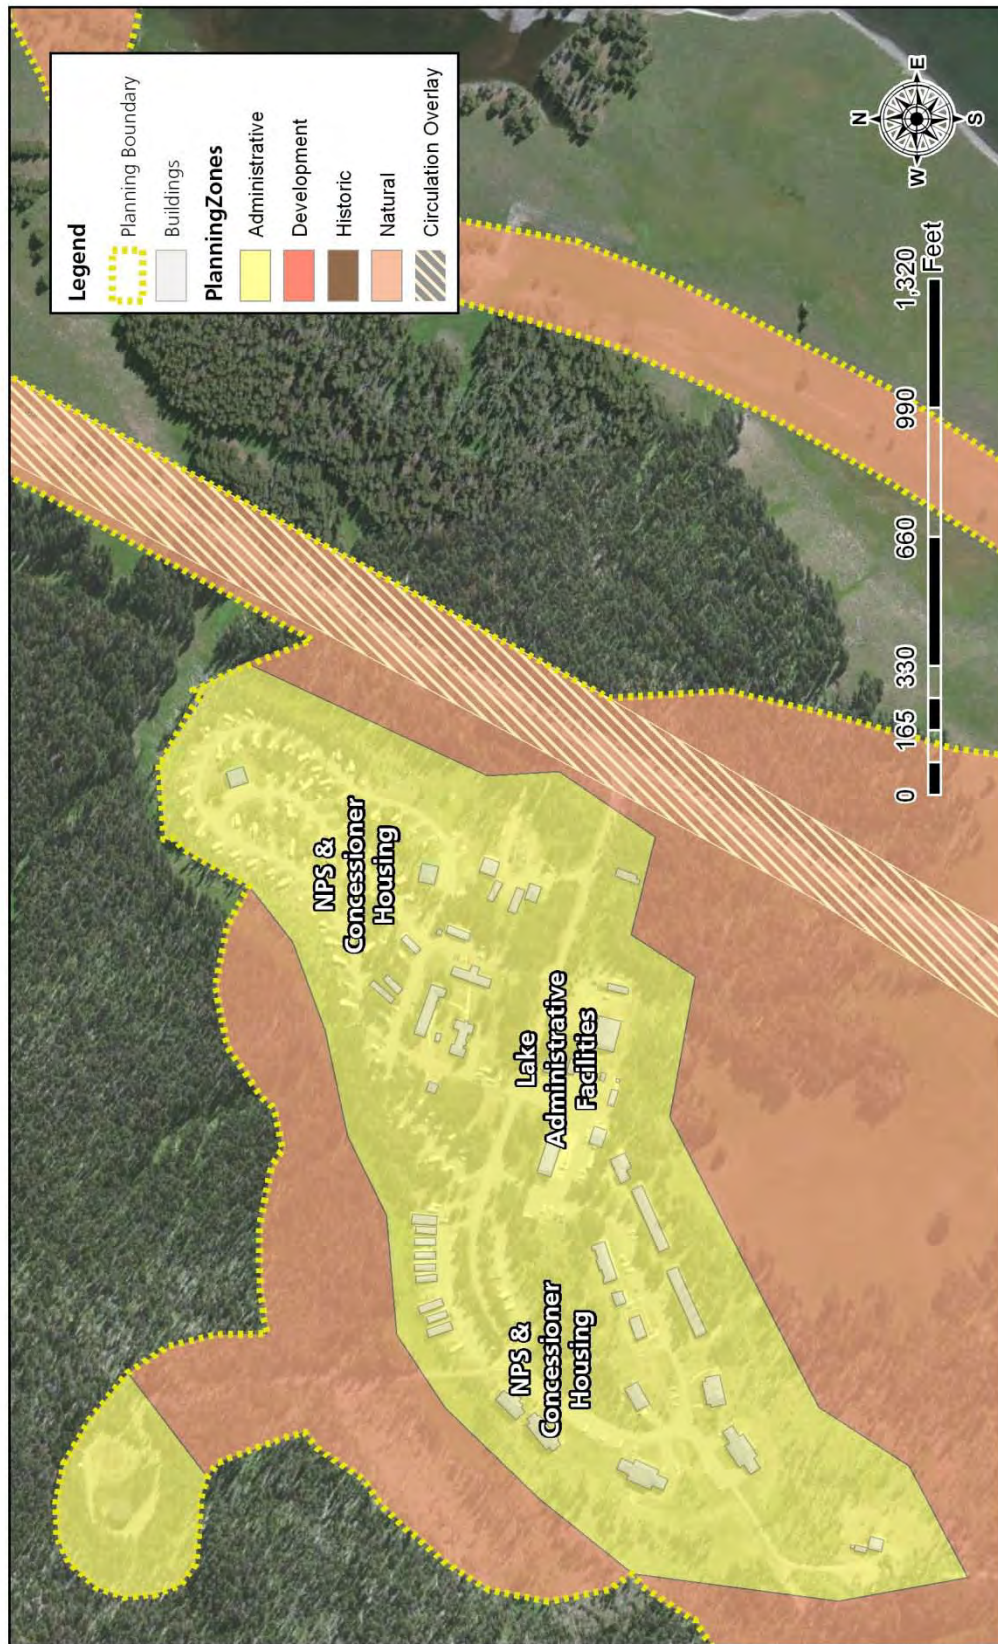 Legend
Planning Boundary
Buildings
PlanningZones
Administrative
Development
Historic
Natural
Circulation Overlay
NPS &
Concessioner
Housing
Lake
Administrative
Facilities
NPS &
Concessioner
Housing
N
W
E
S
0 165 330 660 990 1,320
Feet